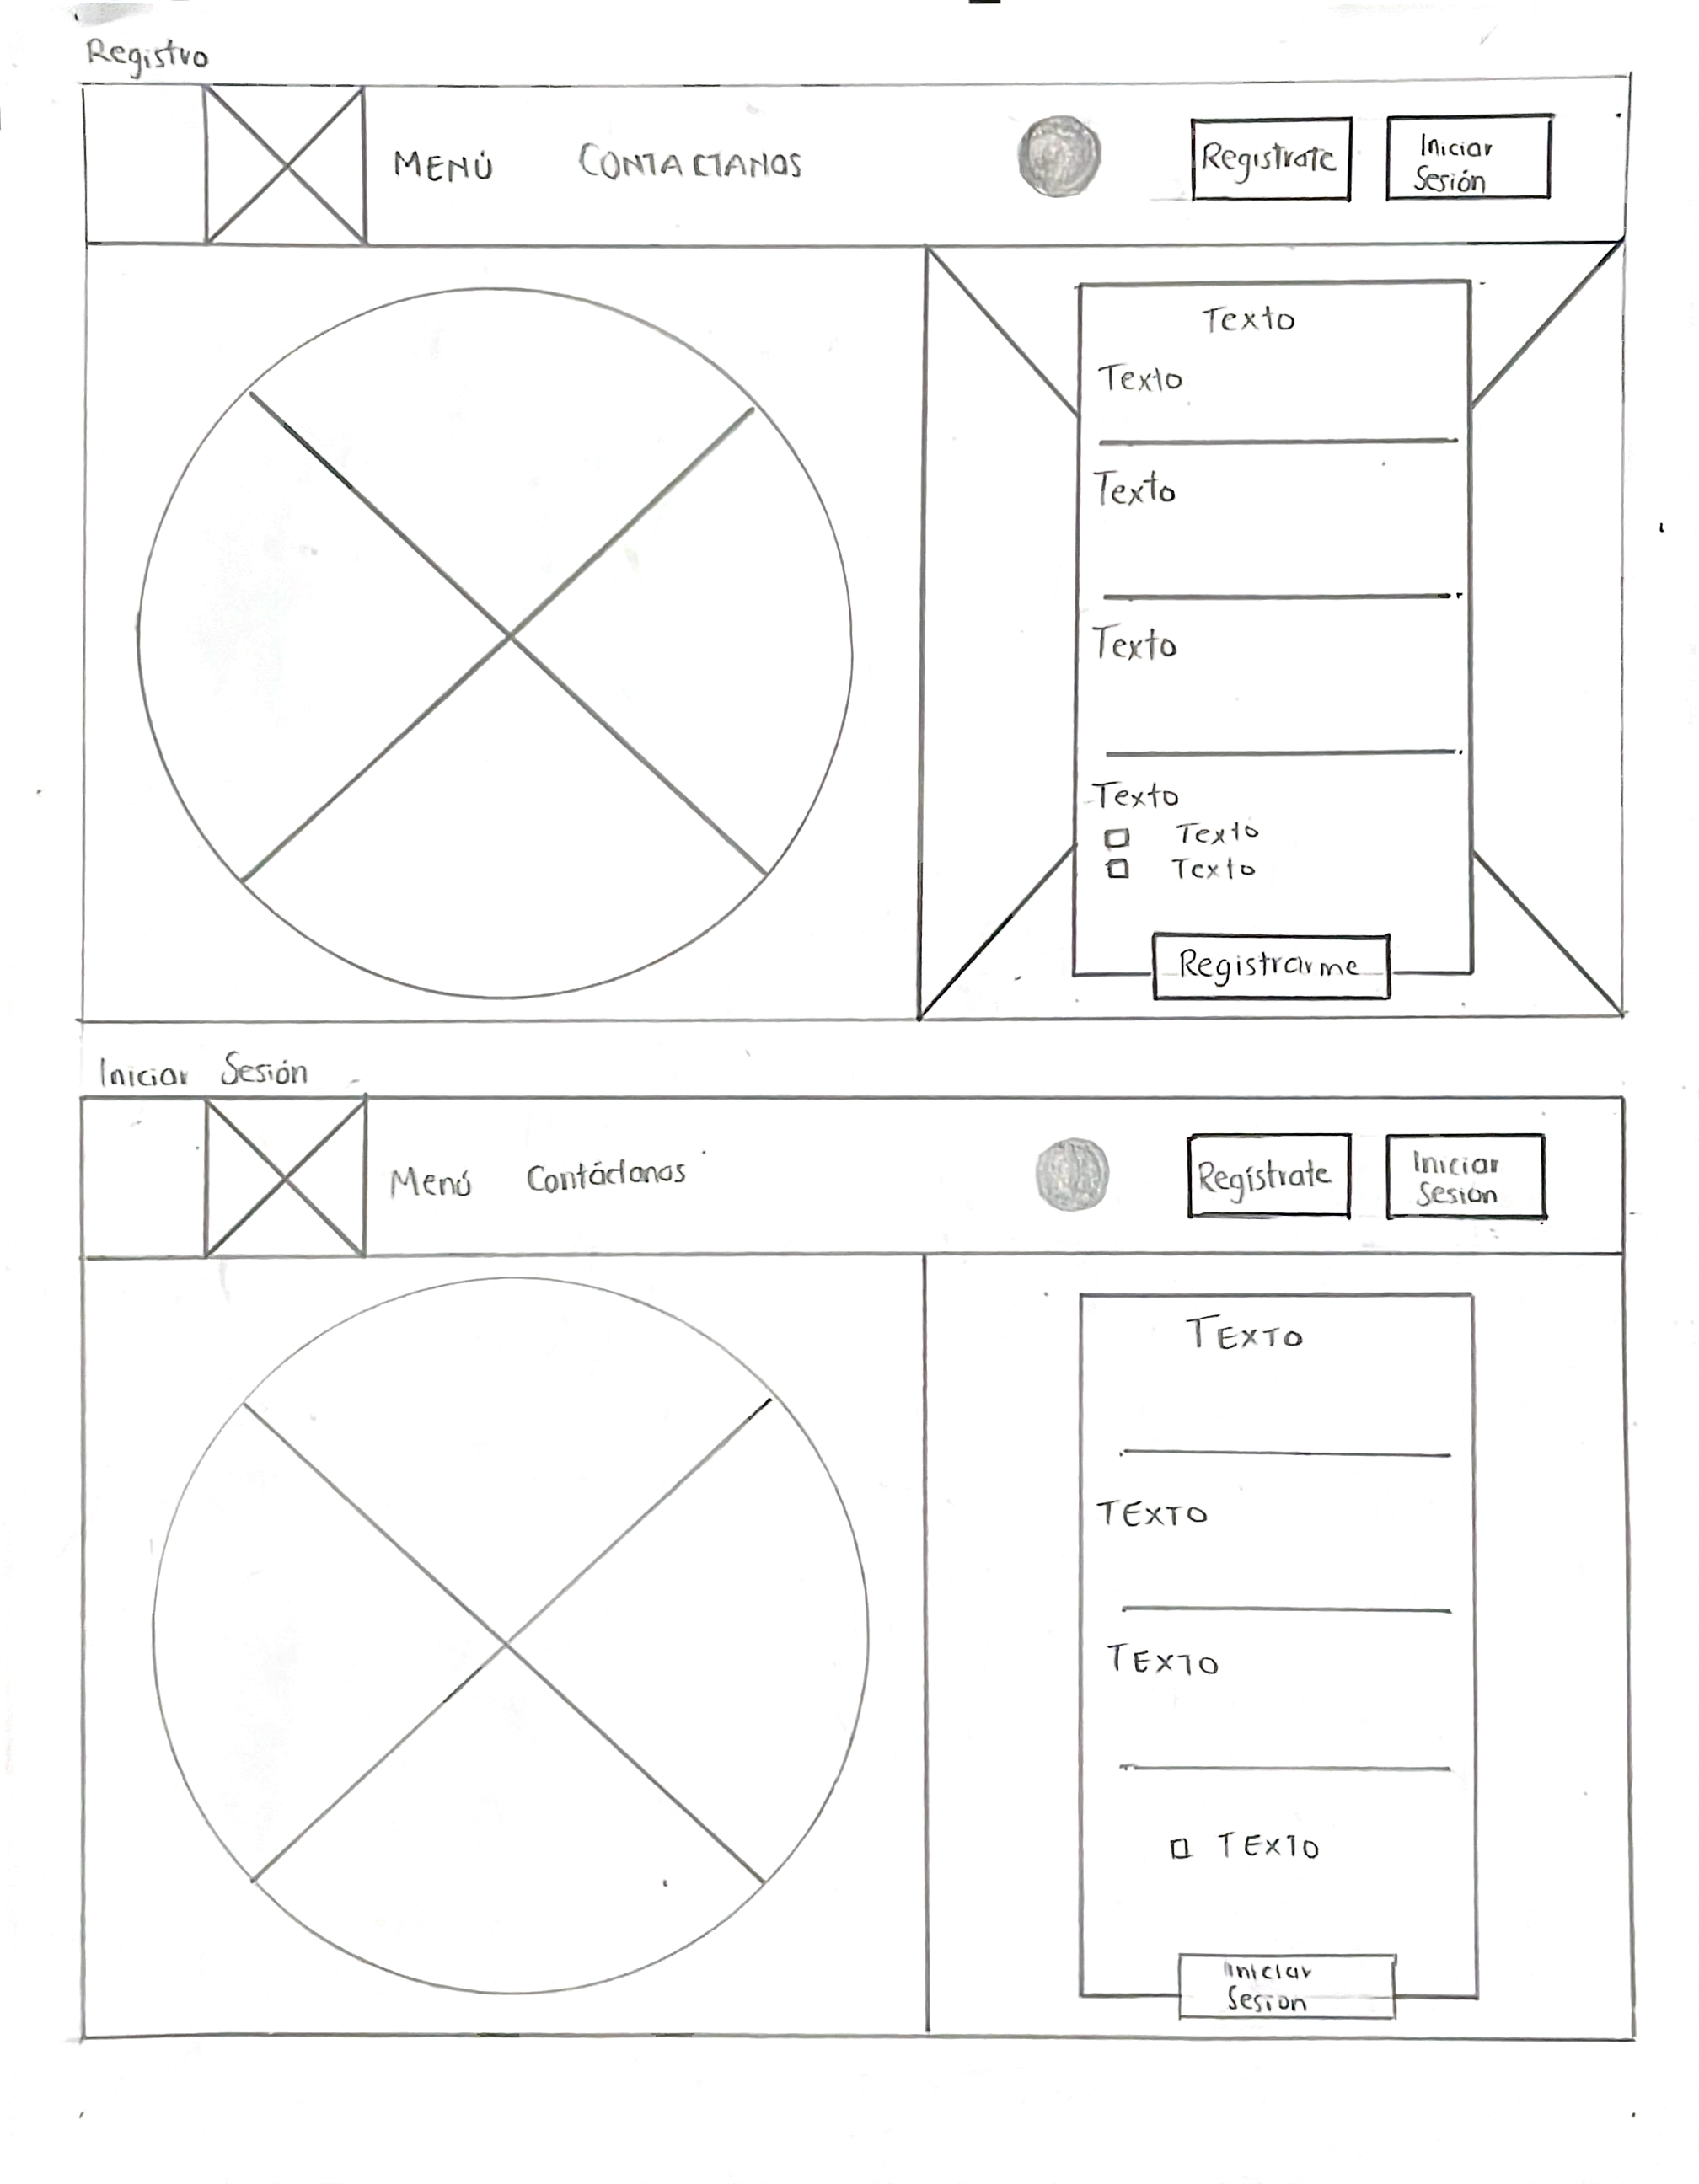 Registro
MENÚ CONTACTANOS
Registrate
Iniciar
Sesión
Texto
Texto
Texto
Texto
Texto
Texto
Texto
Registrarme
Iniciar Sesión
Menú Contáctanos
Regístrate
Iniciar
Sesion
TEXTO
TEXTO
TEXTO
TEXTO
Iniciar
Sesion